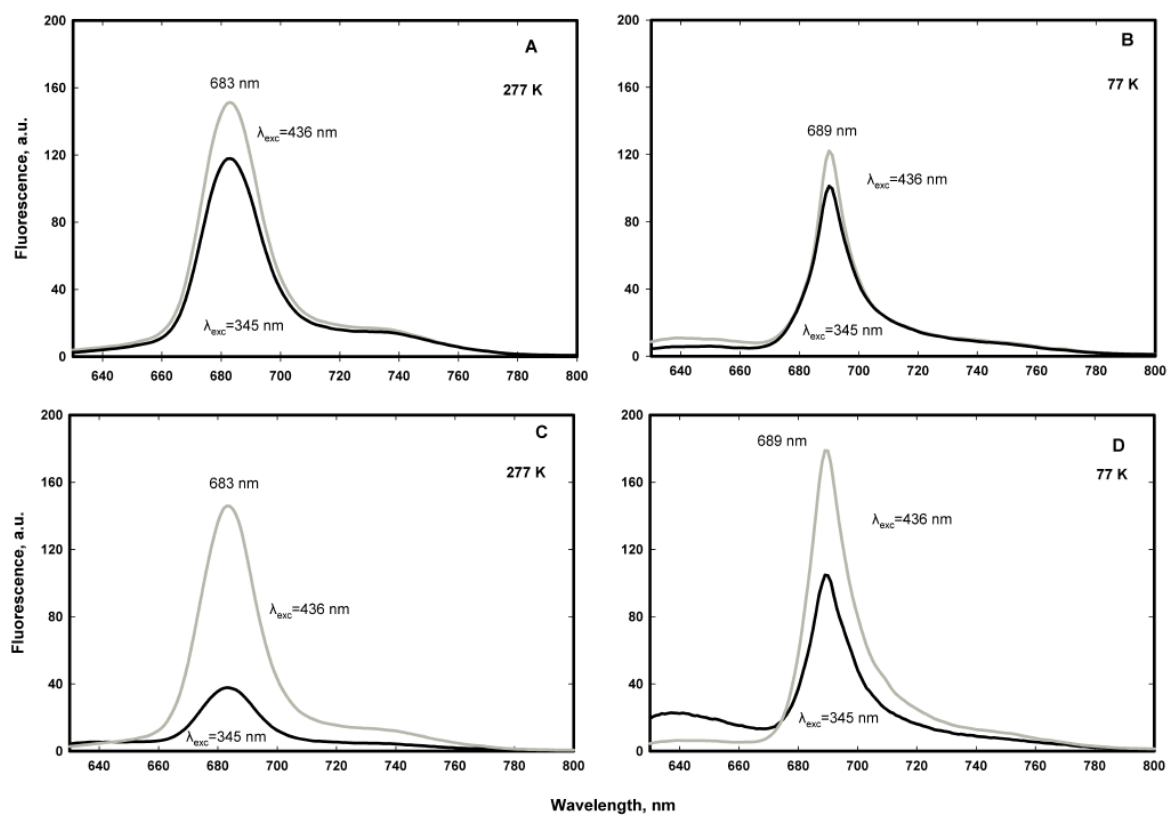 200
160
120
80
40
0
Fluorescence, a.u.
683 nm
A
277 K
λexc=436 nm
λexc=345 nm
640 660 680 700 720 740 760 780 800
200
160
120
80
40
0
689 nm
B
77 K
λexc=436 nm
λexc=345 nm
640 660 680 700 720 740 760 780 800
200
160
120
80
40
0
Fluorescence, a.u.
683 nm
C
277 K
λexc=436 nm
λexc=345 nm
640 660 680 700 720 740 760 780 800
200
160
120
80
40
0
689 nm
D
77 K
λexc=436 nm
λexc=345 nm
640 660 680 700 720 740 760 780 800
Wavelength, nm